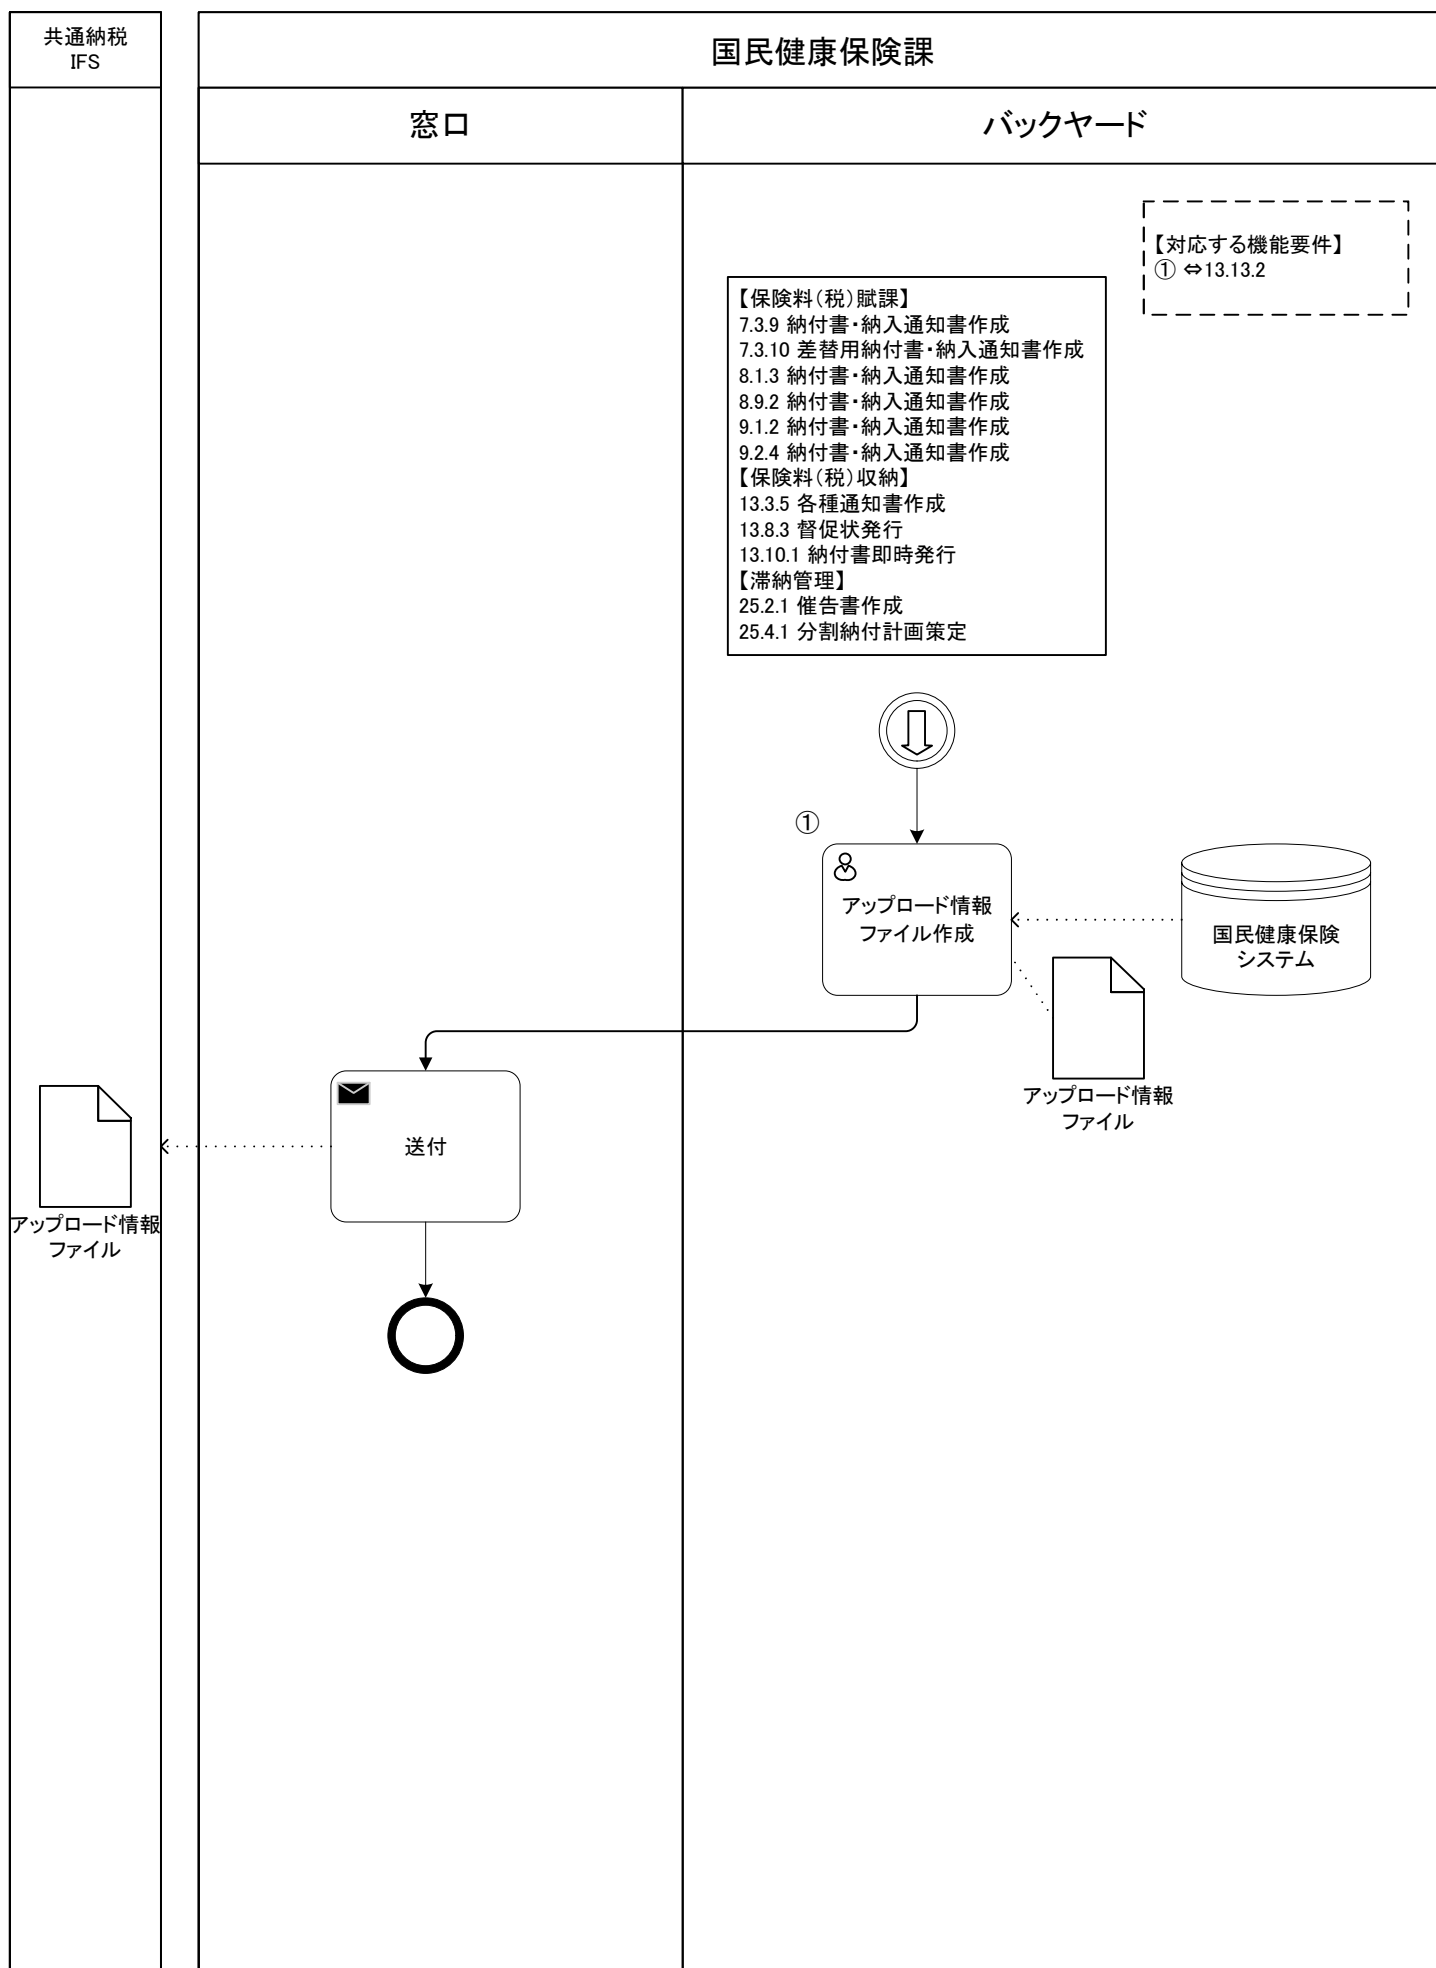 共通納税
IFS
国民健康保険課
窓口
バックヤード
【対応する機能要件】
① ⇔13.13.2
【保険料(税)賦課】
7.3.9 納付書・納入通知書作成
7.3.10 差替用納付書・納入通知書作成
8.1.3 納付書・納入通知書作成
8.9.2 納付書・納入通知書作成
9.1.2 納付書・納入通知書作成
9.2.4 納付書・納入通知書作成
【保険料(税)収納】
13.3.5 各種通知書作成
13.8.3 督促状発行
13.10.1 納付書即時発行
【滞納管理】
25.2.1 催告書作成
25.4.1 分割納付計画策定
①
アップロード情報
ファイル作成
国民健康保険
システム
アップロード情報
ファイル
送付
アップロード情報
ファイル